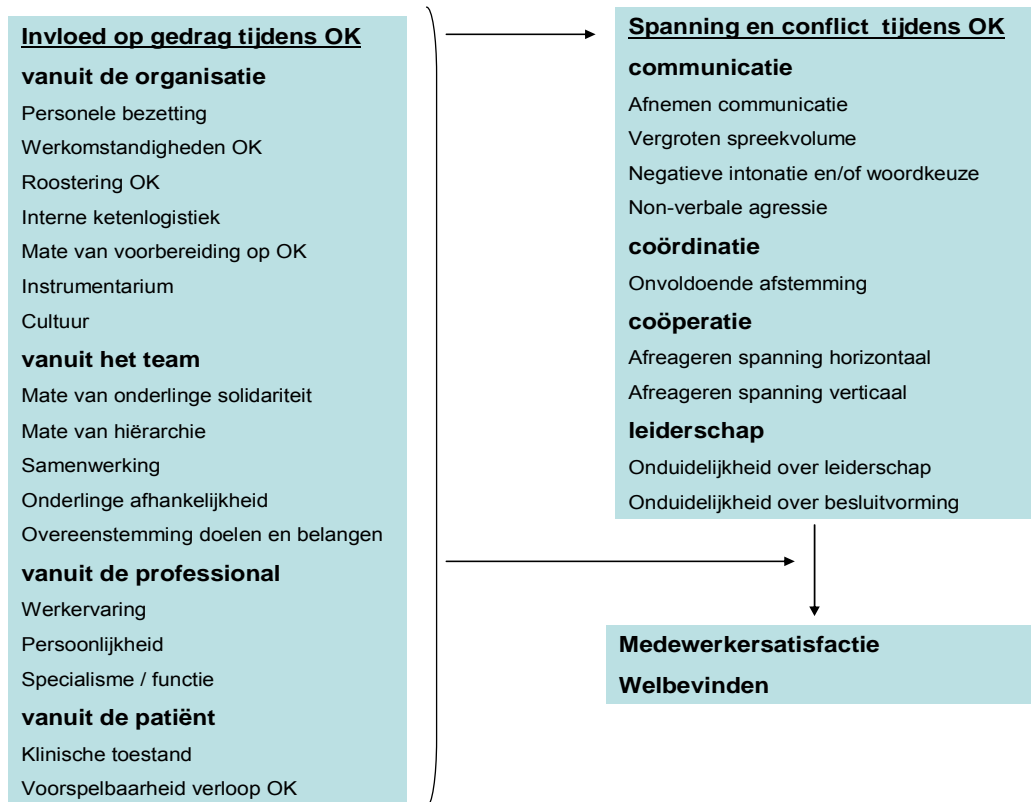 Invloed op gedrag tijdens OK
vanuit de organisatie
Personele bezetting
Werkomstandigheden OK
Roostering OK
Interne ketenlogistiek
Mate van voorbereiding op OK
Instrumentarium
Cultuur
vanuit het team
Mate van onderlinge solidariteit
Mate van hiërarchie
Samenwerking
Onderlinge afhankelijkheid
Overeenstemming doelen en belangen
vanuit de professional
Werkervaring
Persoonlijkheid
Specialisme / functie
vanuit de patiënt
Klinische toestand
Voorspelbaarheid verloop OK
Spanning en conflict tijdens OK
communicatie
Afnemen communicatie
Vergroten spreekvolume
Negatieve intonatie en/of woordkeuze
Non-verbale agressie
coördinatie
Onvoldoende afstemming
coöperatie
Afreageren spanning horizontaal
Afreageren spanning verticaal
leiderschap
Onduidelijkheid over leiderschap
Onduidelijkheid over besluitvorming
Medewerkersatisfactie
Welbevinden